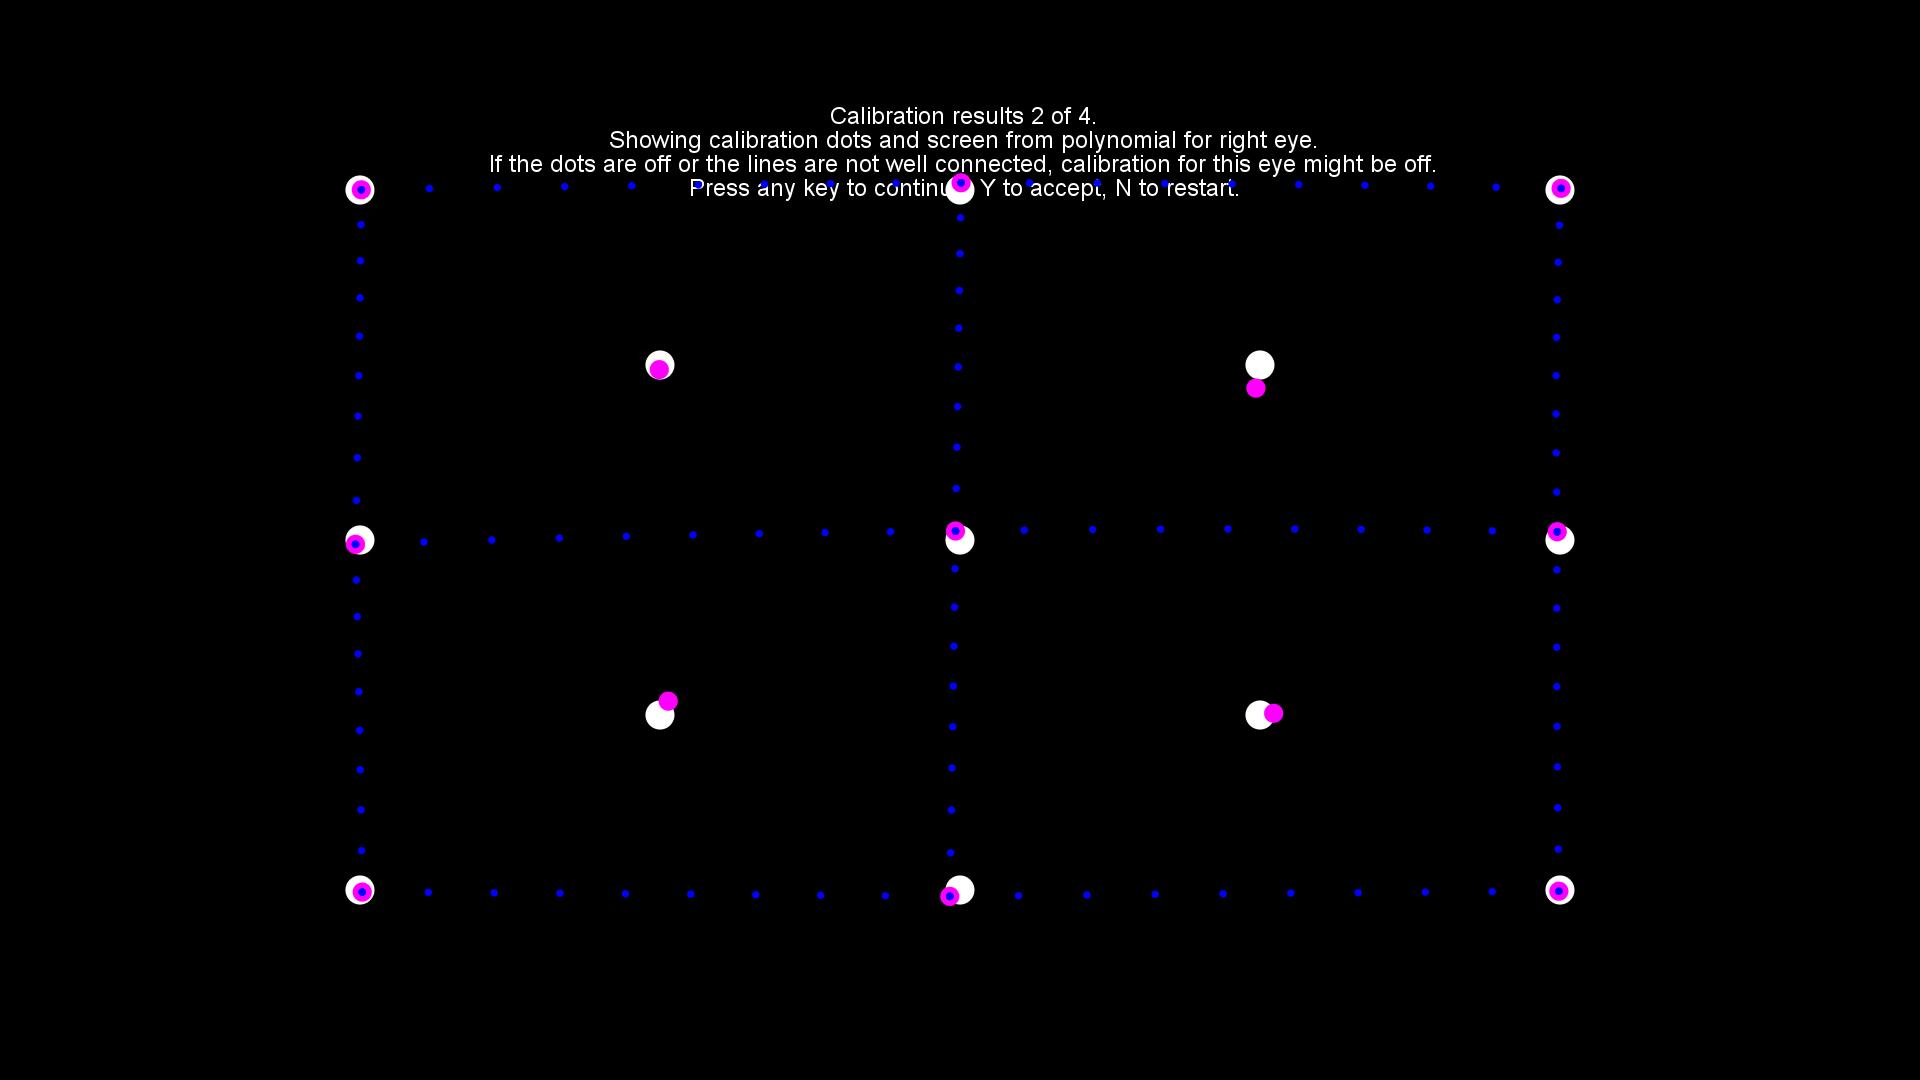 Calibration results 2 of 4.
Showing calibration dots and screen from polynomial for right eye.
If the dots are off or the lines are not well connected, calibration for this eye might be off.
Press any key to continue, Y to accept, N to restart.